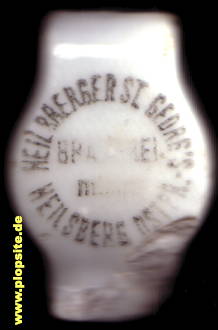 HEILSBERGER ST. GEORG'S-
BRAUEREI
HEILSBERG OSTPR.
www.plopsite.de